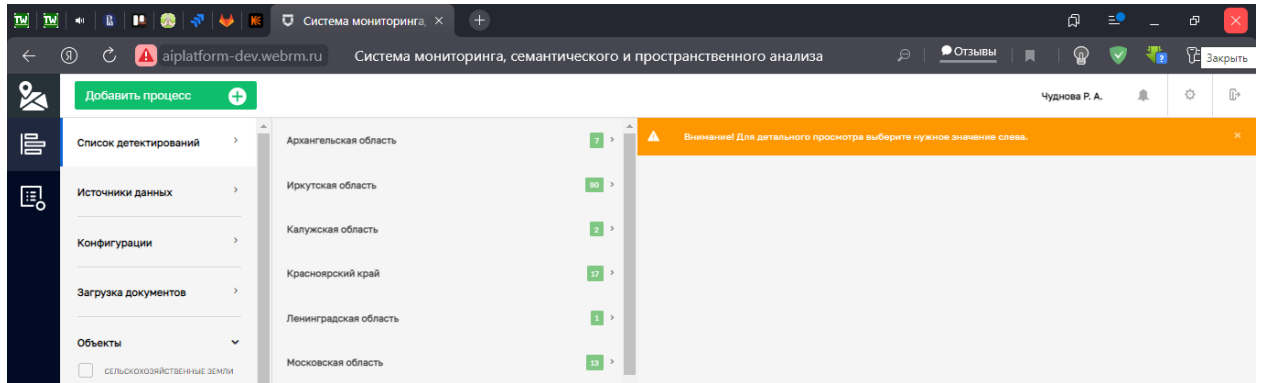 Система мониторинга,
aiplatform-dev.webrm.ru Система мониторинга, семантического и пространственного анализа Отзывы
Закрыть
Добавить процесс
Чуднова Р. А.
Список детектирований
Источники данных
Конфигурации
Загрузка документов
Объекты
СЕЛЬСКОХОЗЯЙСТВЕННЫЕ ЗЕМЛИ
Архангельская область 7
Иркутская область 90
Калужская область 2
Красноярский край 17
Ленинградская область 1
Московская область 13
Внимание! Для детального просмотра выберите нужное значение слева.